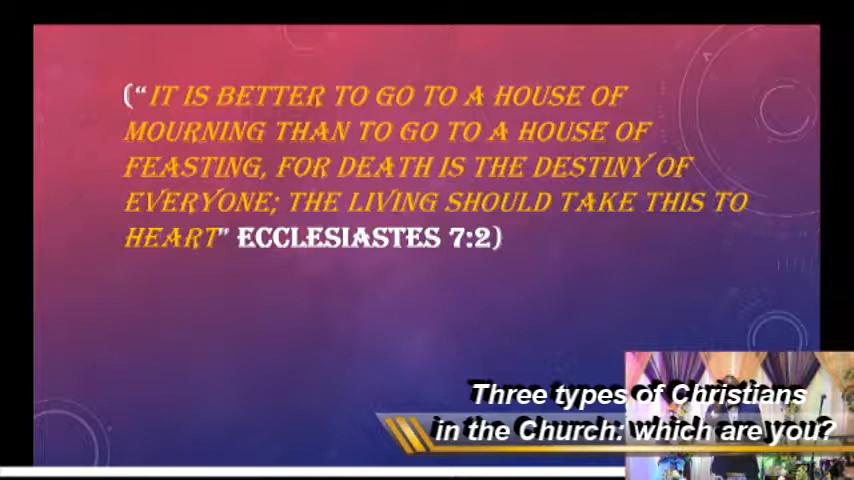 (“IT IS BETTER TO GO TO A HOUSE OF
MOURNING THAN TO GO TO A HOUSE OF
FEASTING, FOR DEATH IS THE DESTINY OF
EVERYONE; THE LIVING SHOULD TAKE THIS TO
HEART” ECCLESIASTES 7:2)
Three types of Christians
in the Church: which are you?